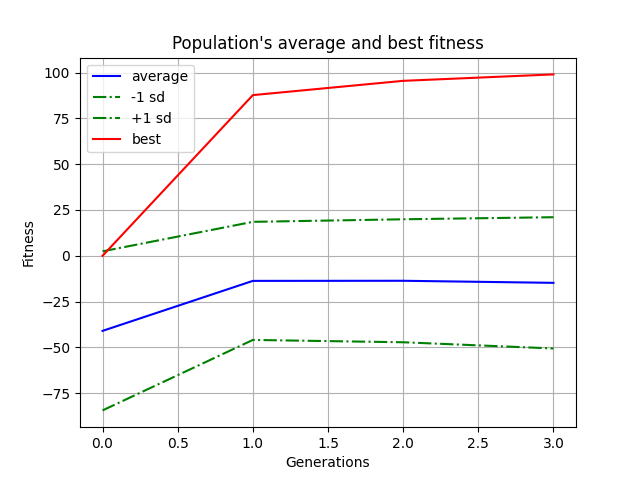 Population's average and best fitness
average
-1 sd
+1 sd
best
100
75
50
25
0
−25
−50
−75
Fitness
0.0 0.5 1.0 1.5 2.0 2.5 3.0
Generations